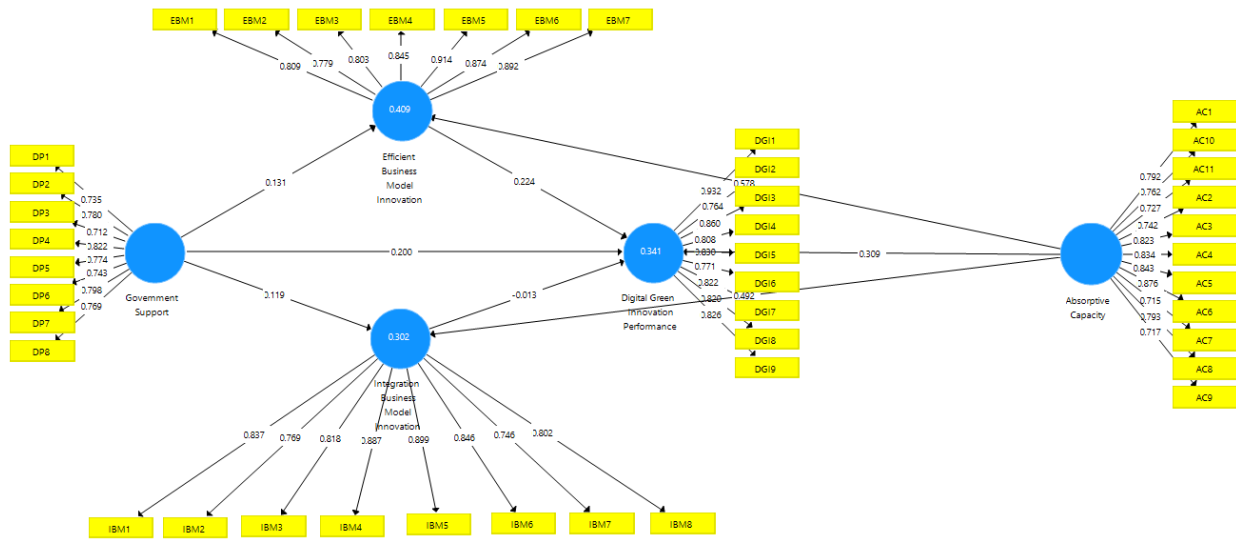 EBM1
EBM2
EBM3
EBM4
EBM5
EBM6
EBM7
0.809
0.779
0.803
0.845
0.914
0.874
0.892
0.409
Efficient
Business
Model
Innovation
DP1
DP2
DP3
DP4
DP5
DP6
DP7
DP8
0.735
0.780
0.712
0.822
0.774
0.743
0.798
0.769
Government
Support
0.131
0.200
0.119
0.224
-0.013
0.578
0.309
0.492
0.341
Digital Green
Innovation
Performance
0.932
0.764
0.860
0.808
0.830
0.771
0.822
0.826
DGI1
DGI2
DGI3
DGI4
DGI5
DGI6
DGI7
DGI8
DGI9
Absorptive
Capacity
0.792
0.762
0.727
0.742
0.823
0.834
0.843
0.876
0.715
0.793
0.717
AC1
AC10
AC11
AC2
AC3
AC4
AC5
AC6
AC7
AC8
AC9
0.302
Integration
Business
Model
Innovation
0.837
0.769
0.818
0.887
0.899
0.846
0.746
0.802
IBM1
IBM2
IBM3
IBM4
IBM5
IBM6
IBM7
IBM8